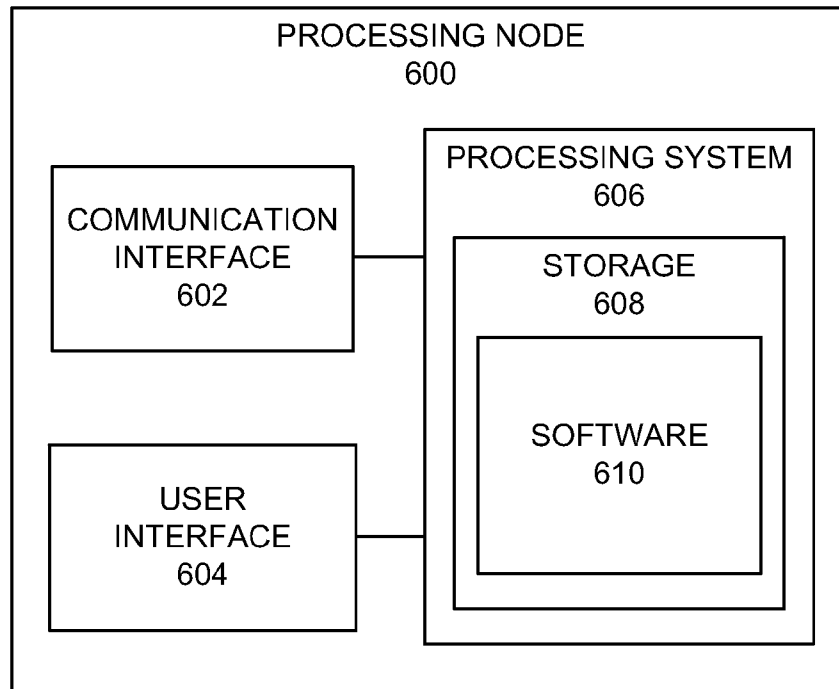 PROCESSING NODE
600
COMMUNICATION
INTERFACE
602
USER
INTERFACE
604
PROCESSING SYSTEM
606
STORAGE
608
SOFTWARE
610